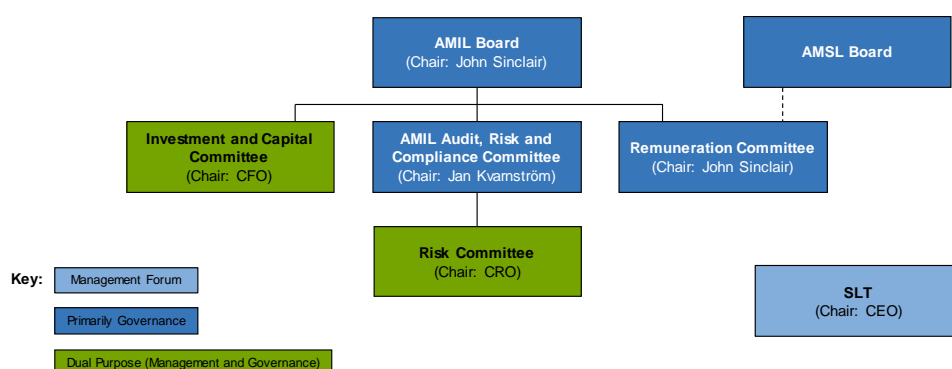 AMIL Board
(Chair: John Sinclair)
AMSL Board
Investment and Capital
Committee
(Chair: CFO)
AMIL Audit, Risk and
Compliance Committee
(Chair: Jan Kvarnström)
Remuneration Committee
(Chair: John Sinclair)
Risk Committee
(Chair: CRO)
Key:
Management Forum
Primarily Governance
Dual Purpose (Management and Governance)
SLT
(Chair: CEO)